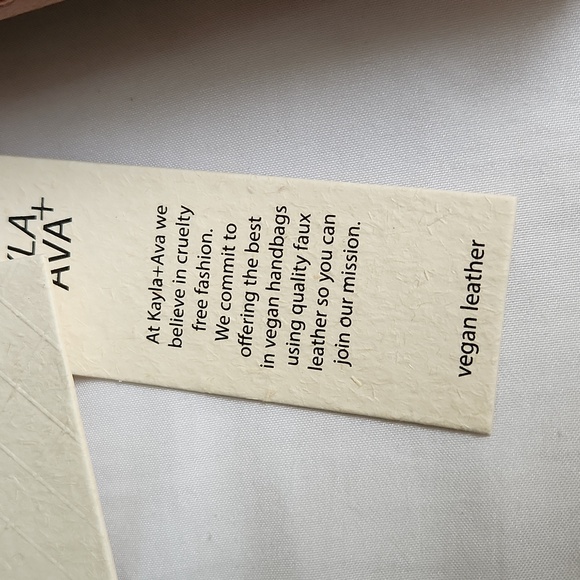 LA
AVA+
At Kayla+Ava we
believe in cruelty
free fashion.
We commit to
offering the best
in vegan handbags
using quality faux
leather so you can
join our mission.
vegan leather